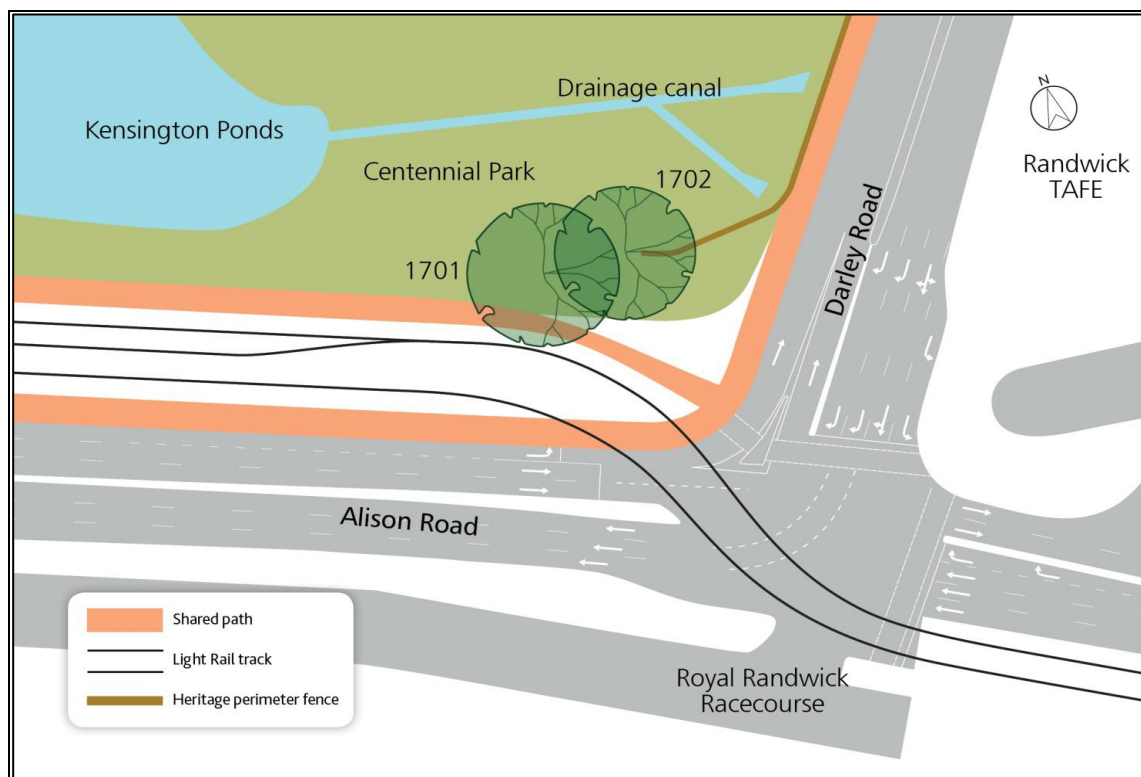 Drainage canal
Kensington Ponds
Centennial Park
1702
1701
N
Randwick
TAFE
Darley Road
Alison Road
Royal Randwick
Racecourse
Shared path
Light Rail track
Heritage perimeter fence